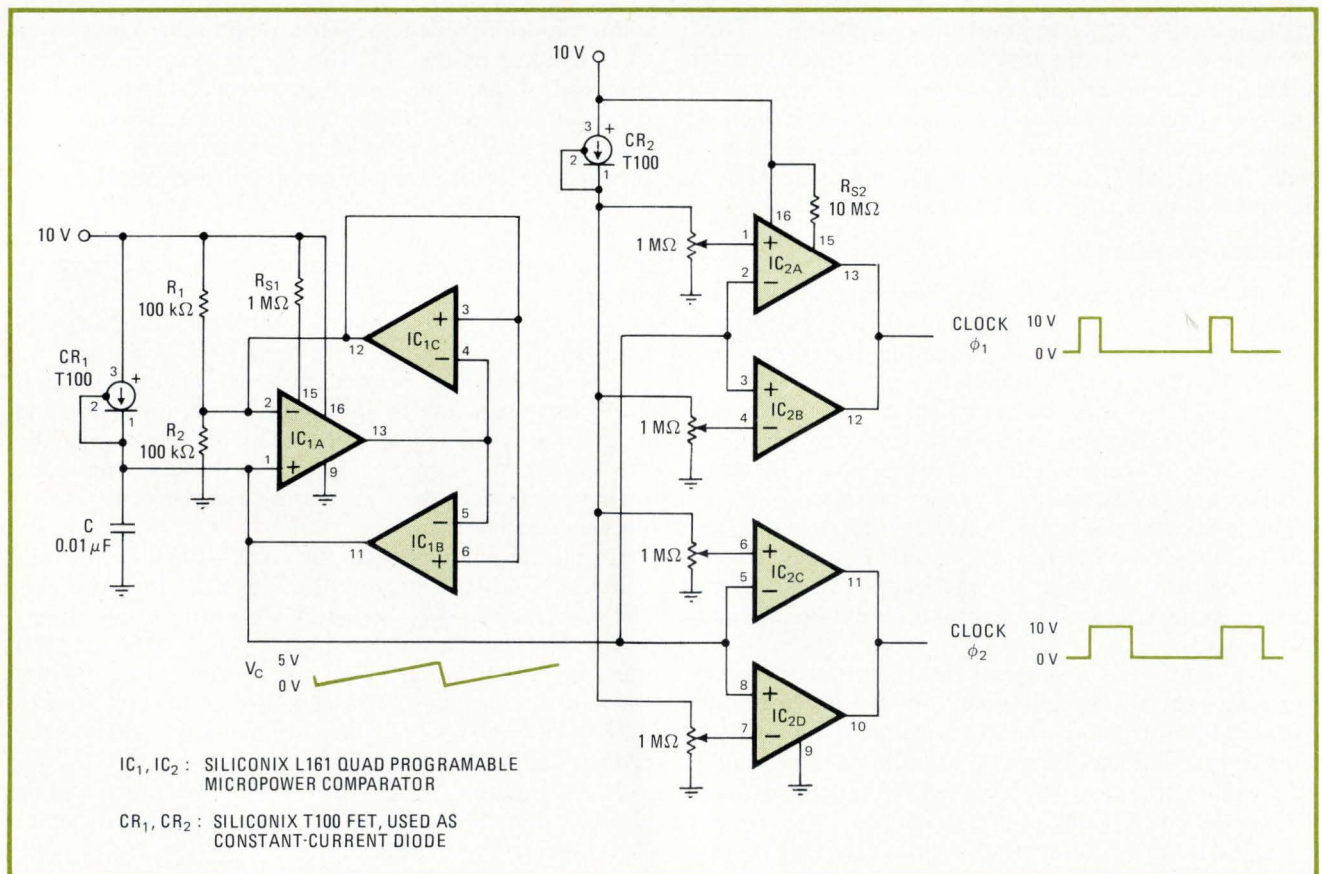 10 V
CR2
T100
3
+
2
1
RS2
10 MΩ
16
15
1 MΩ
1
+
2
−
IC2A
13
10 V
R1
100 kΩ
RS1
1 MΩ
CR1
T100
3
+
2
1
R2
100 kΩ
2
−
15
16
IC1A
13
1
+
9
IC1C
12
3
+
4
−
IC1B
11
5
−
6
+
C
0.01 μF
3
+
4
−
IC2B
12
1 MΩ
CLOCK
ϕ1
10 V
0 V
1 MΩ
6
+
5
−
IC2C
11
CLOCK
ϕ2
10 V
0 V
8
+
7
−
IC2D
10
9
1 MΩ
VC
5 V
0 V
IC1, IC2 : SILICONIX L161 QUAD PROGRAMABLE
MICROPOWER COMPARATOR
CR1, CR2 : SILICONIX T100 FET, USED AS
CONSTANT-CURRENT DIODE